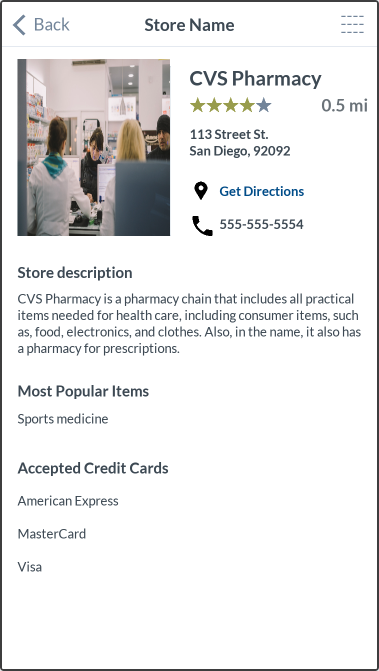 Back
Store Name
CVS Pharmacy
0.5 mi
113 Street St.
San Diego, 92092
Get Directions
555-555-5554
Store description
CVS Pharmacy is a pharmacy chain that includes all practical
items needed for health care, including consumer items, such
as, food, electronics, and clothes. Also, in the name, it also has
a pharmacy for prescriptions.
Most Popular Items
Sports medicine
Accepted Credit Cards
American Express
MasterCard
Visa